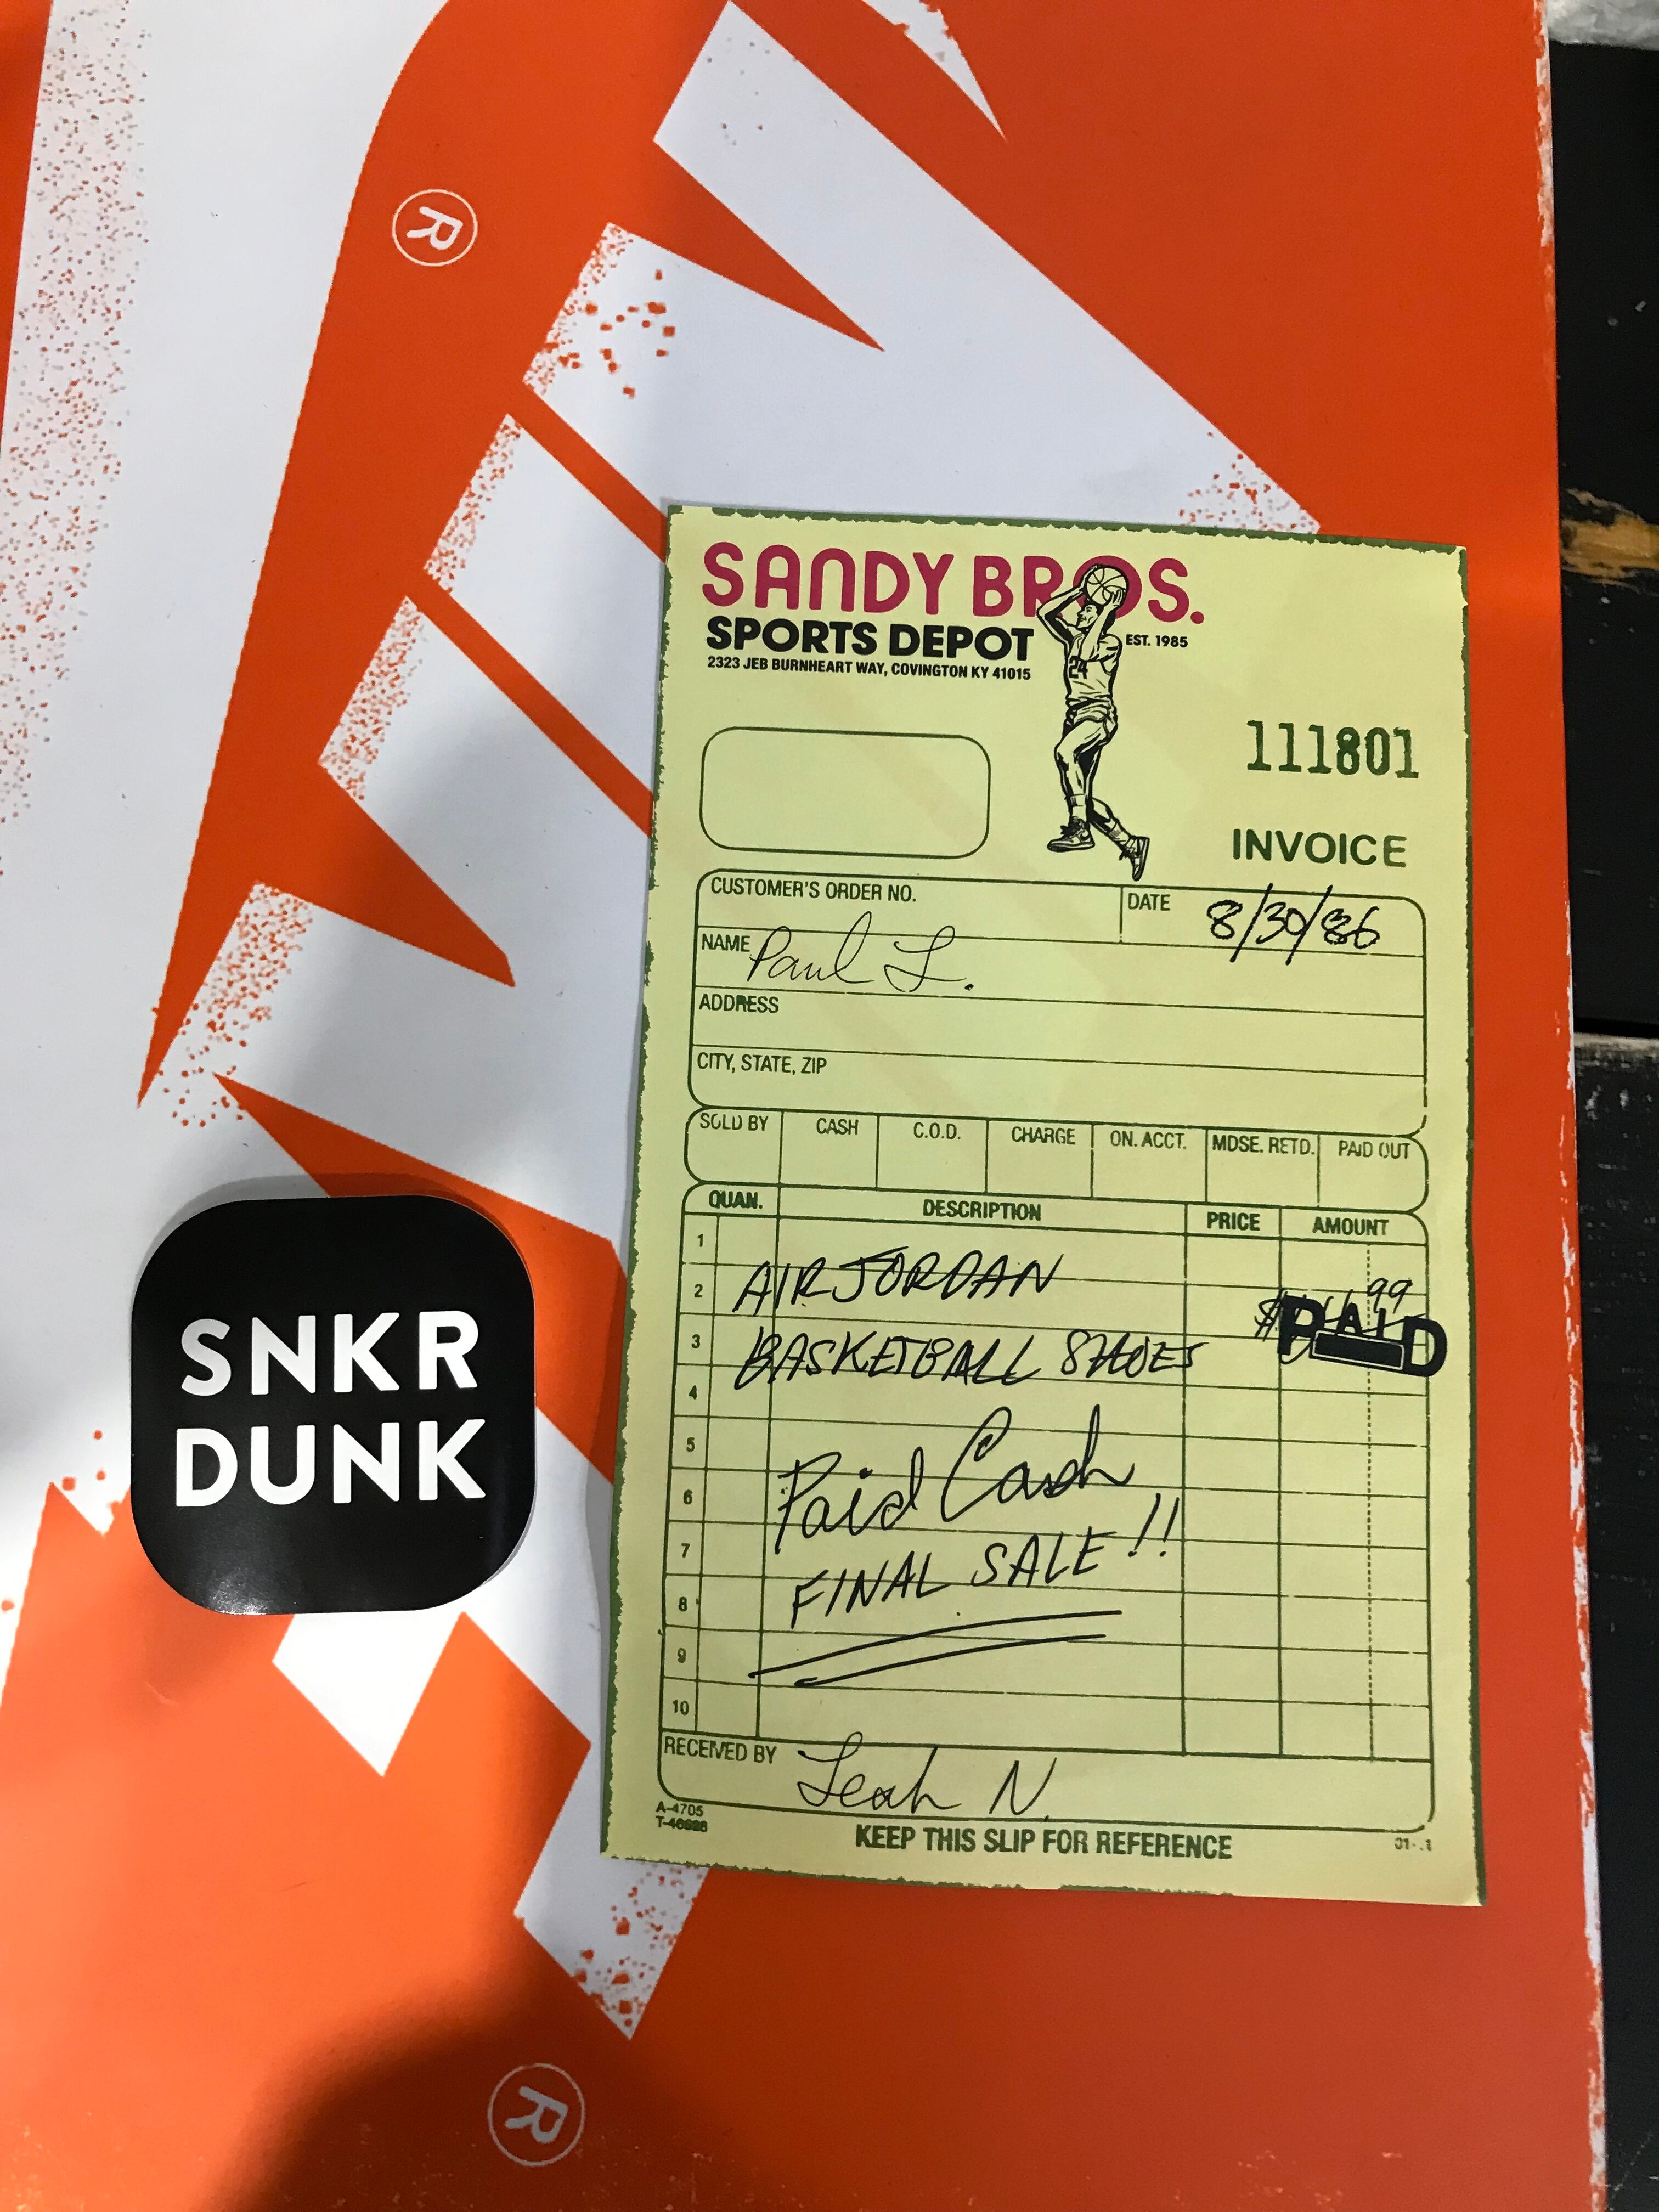 R
SANDY BROS.
SPORTS DEPOT
EST. 1985
2323 JEB BURNHEART WAY, COVINGTON KY 41015
24
111801
INVOICE
CUSTOMER'S ORDER NO.
DATE 8/30/86
NAME Paul L.
ADDRESS
CITY, STATE, ZIP
SOLD BY CASH C.O.D. CHARGE ON. ACCT. MDSE. RETD. PAID OUT
QUAN. DESCRIPTION PRICE AMOUNT
1
2 AIR JORDAN
99
PAID
3 BASKETBALL SHOES
4
5
6 Paid Cash
7
8 FINAL SALE!!
9
10
RECEIVED BY Leah N.
A-4705
KEEP THIS SLIP FOR REFERENCE
SNKR
DUNK
R